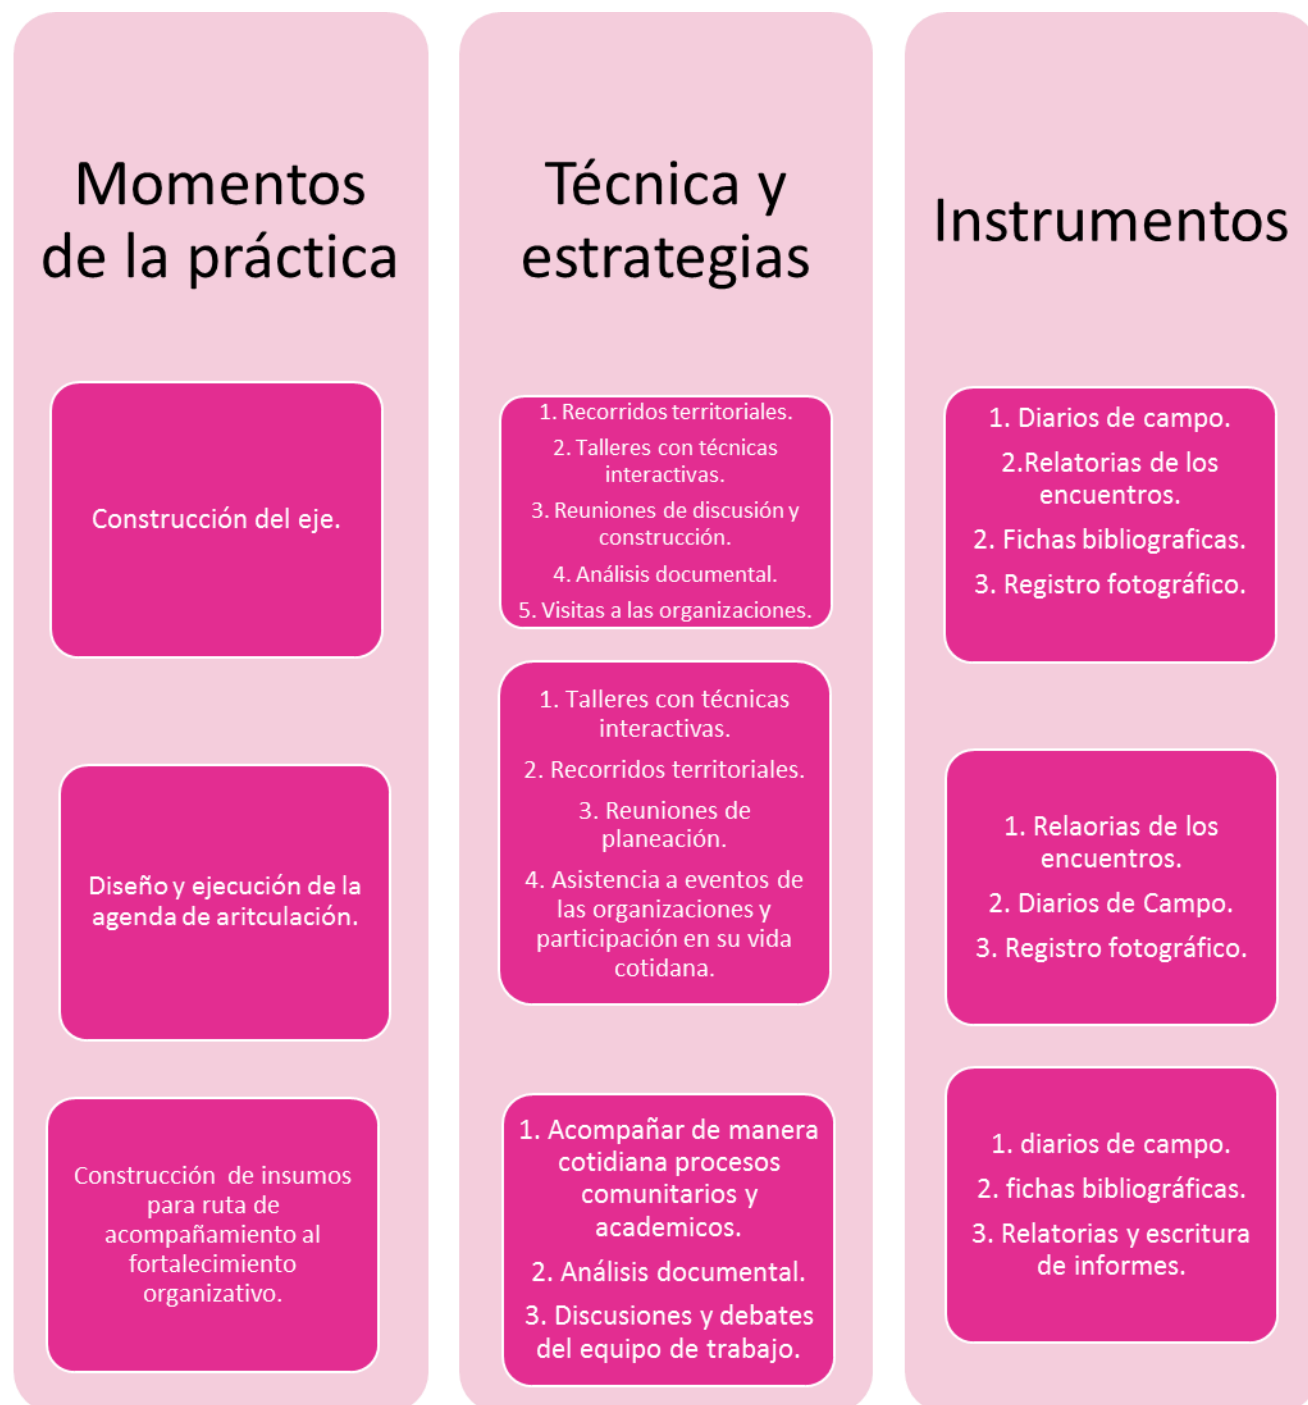 Momentos
de la práctica
Construcción del eje.
Diseño y ejecución de la
agenda de aritculación.
Construcción de insumos
para ruta de
acompañamiento al
fortalecimiento
organizativo.
Técnica y
estrategias
1. Recorridos territoriales.
2. Talleres con técnicas
interactivas.
3. Reuniones de discusión y
construcción.
4. Análisis documental.
5. Visitas a las organizaciones.
1. Talleres con técnicas
interactivas.
2. Recorridos territoriales.
3. Reuniones de
planeación.
4. Asistencia a eventos de
las organizaciones y
participación en su vida
cotidana.
1. Acompañar de manera
cotidiana procesos
comunitarios y
academicos.
2. Análisis documental.
3. Discusiones y debates
del equipo de trabajo.
Instrumentos
1. Diarios de campo.
2.Relatorias de los
encuentros.
2. Fichas bibliograficas.
3. Registro fotográfico.
1. Relaorias de los
encuentros.
2. Diarios de Campo.
3. Registro fotográfico.
1. diarios de campo.
2. fichas bibliográficas.
3. Relatorias y escritura
de informes.